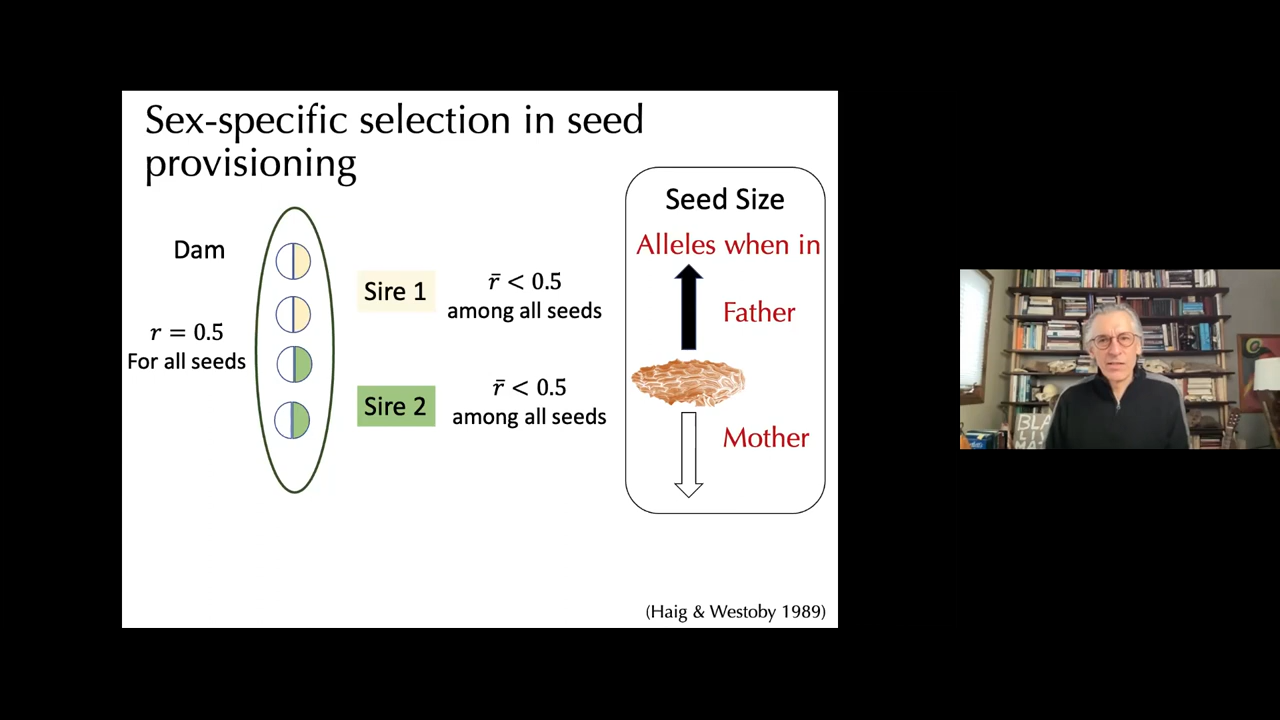 Sex-specific selection in seed
provisioning
Dam
r = 0.5
For all seeds
Sire 1
r̄ < 0.5
among all seeds
Sire 2
r̄ < 0.5
among all seeds
Seed Size
Alleles when in
Father
Mother
(Haig & Westoby 1989)
BLA